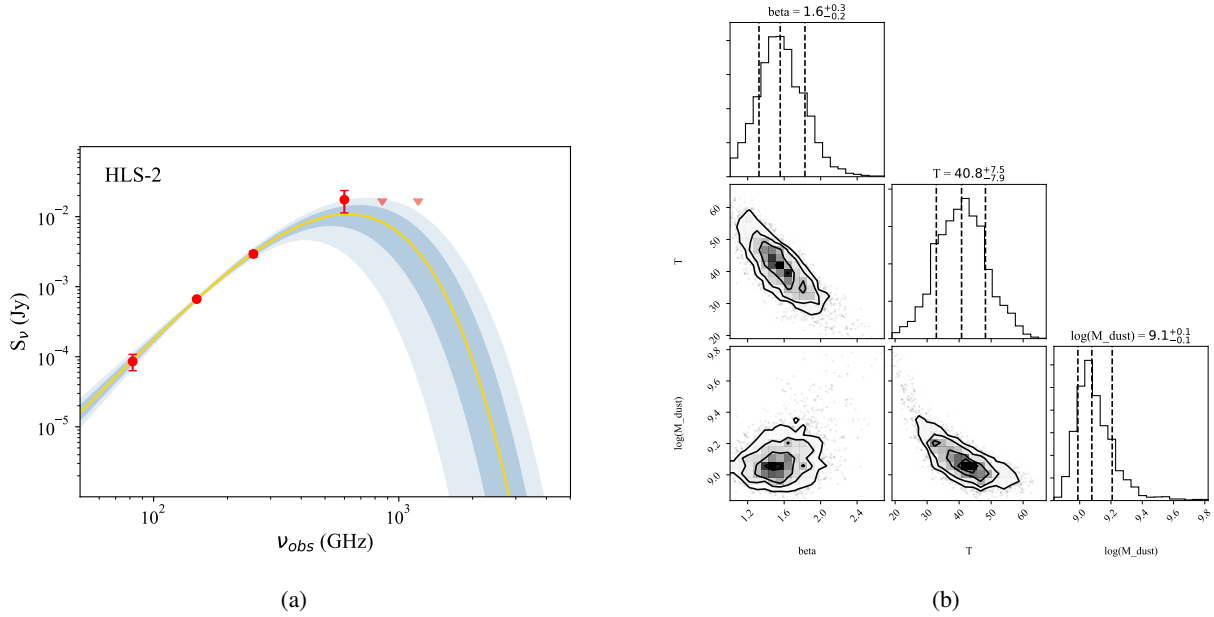 HLS-2
10^{-2}
10^{-3}
10^{-4}
10^{-5}
S_ν (Jy)
10^2
10^3
ν_{obs} (GHz)
(a)
beta = 1.6^{+0.3}_{-0.2}
T = 40.8^{+7.5}_{-7.9}
60
50
40
30
20
T
log(M_dust) = 9.1^{+0.1}_{-0.1}
9.8
9.6
9.4
9.2
9.0
log(M_dust)
1.2 1.6 2.0 2.4
beta
20 30 40 50 60
T
9.0 9.2 9.4 9.6 9.8
log(M_dust)
(b)